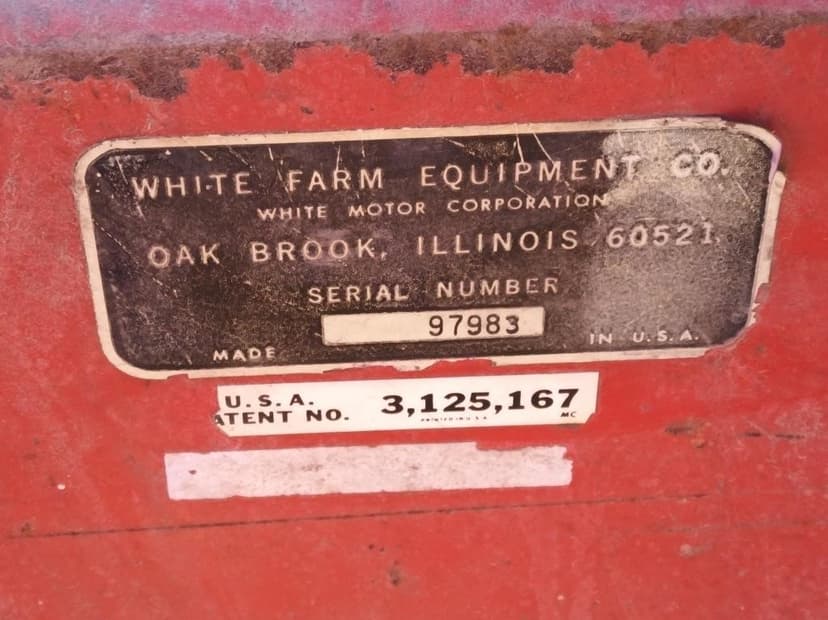 WHITE FARM EQUIPMENT CO.
WHITE MOTOR CORPORATION
OAK BROOK, ILLINOIS 60521
SERIAL NUMBER
97983
MADE IN U.S.A.
U.S.A.
ATENT NO. 3,125,167
MC